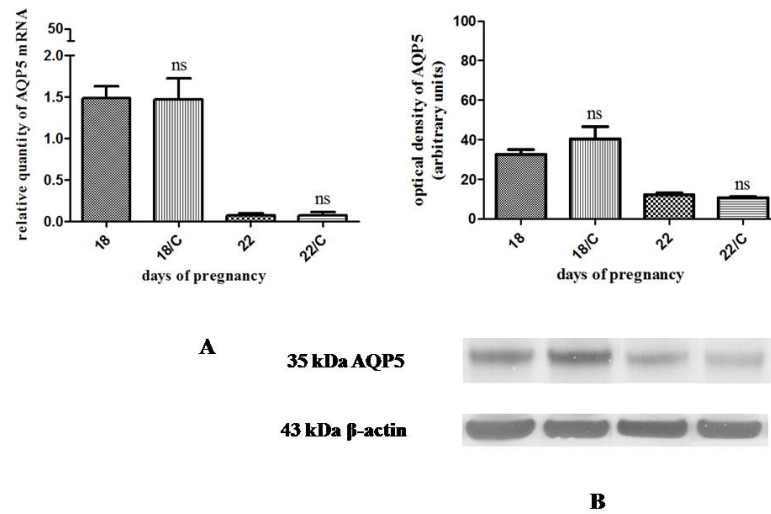 50
2.0
1.5
1.0
0.5
0.0
relative quantity of AQP5 mRNA
ns
ns
18
18/C
22
22/C
days of pregnancy
A
100
80
60
40
20
0
optical density of AQP5
(arbitrary units)
ns
ns
18
18/C
22
22/C
days of pregnancy
35 kDa AQP5
43 kDa β-actin
B